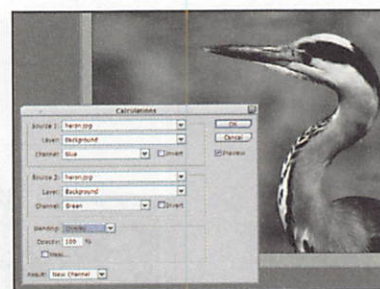 Calculations
Source 1: heron.jpg
Layer: Background
Channel: Blue Invert
OK
Cancel
Preview
Source 2: heron.jpg
Layer: Background
Channel: Green Invert
Blending: Overlay
Opacity: 100 %
Mask...
Result: New Channel